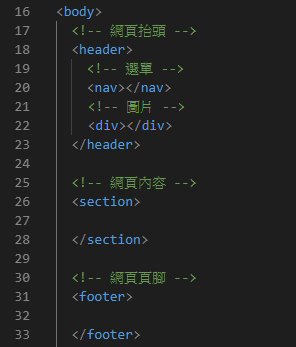 16 <body>
17 <!-- 網頁抬頭 -->
18 <header>
19 <!-- 選單 -->
20 <nav></nav>
21 <!-- 圖片 -->
22 <div></div>
23 </header>
24
25 <!-- 網頁內容 -->
26 <section>
27
28 </section>
29
30 <!-- 網頁頁腳 -->
31 <footer>
32
33 </footer>